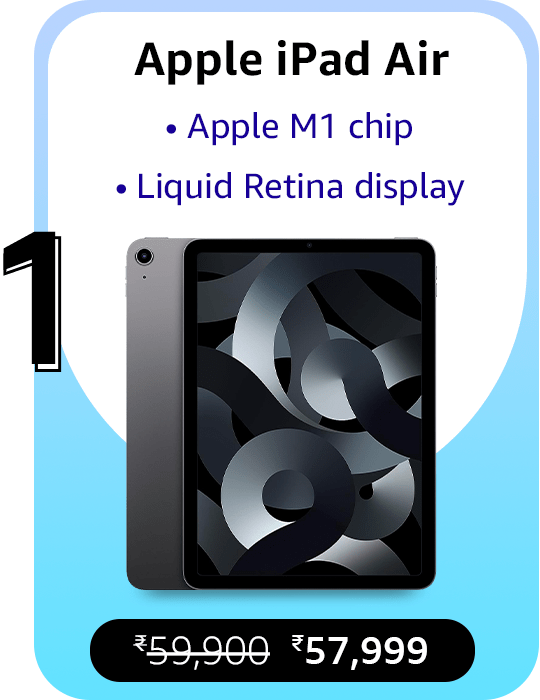 Apple iPad Air
• Apple M1 chip
• Liquid Retina display
1
₹59,900 ₹57,999